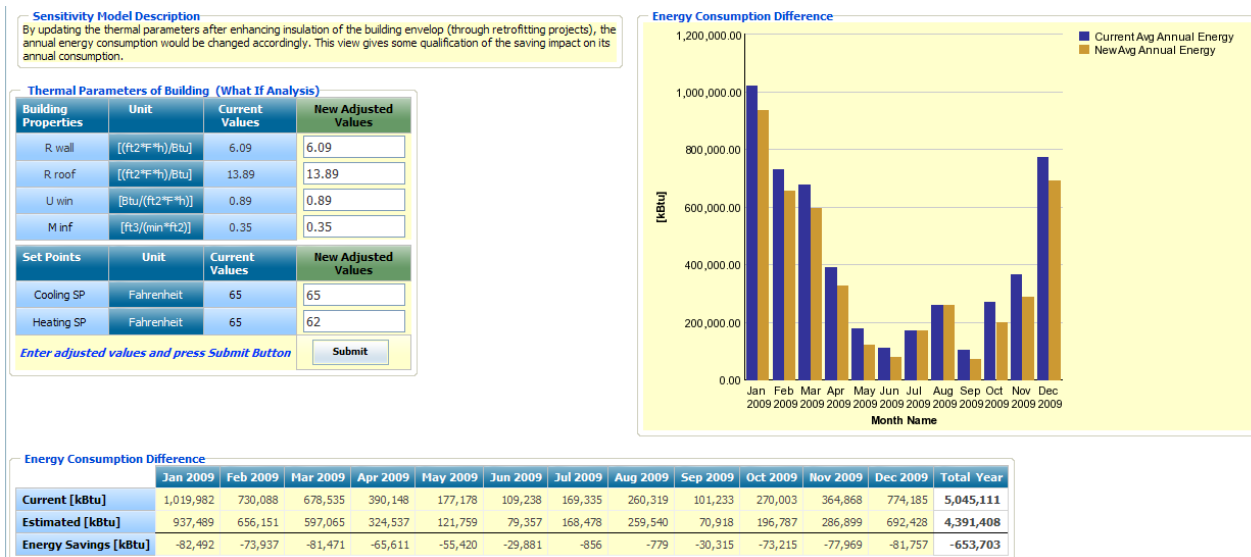 Sensitivity Model Description
By updating the thermal parameters after enhancing insulation of the building envelop (through retrofitting projects), the
annual energy consumption would be changed accordingly. This view gives some qualification of the saving impact on its
annual consumption.
Thermal Parameters of Building (What If Analysis)
Building Properties Unit Current Values New Adjusted Values
R wall [(ft2*F*h)/Btu] 6.09 6.09
R roof [(ft2*F*h)/Btu] 13.89 13.89
U win [Btu/(ft2*F*h)] 0.89 0.89
M inf [ft3/(min*ft2)] 0.35 0.35
Set Points Unit Current Values New Adjusted Values
Cooling SP Fahrenheit 65 65
Heating SP Fahrenheit 65 62
Enter adjusted values and press Submit Button Submit
Energy Consumption Difference
1,200,000.00
1,000,000.00
800,000.00
600,000.00
400,000.00
200,000.00
0.00
[kBtu]
Jan Feb Mar Apr May Jun Jul Aug Sep Oct Nov Dec
2009 2009 2009 2009 2009 2009 2009 2009 2009 2009 2009 2009
Month Name
Current Avg Annual Energy
New Avg Annual Energy
Energy Consumption Difference
Jan 2009 Feb 2009 Mar 2009 Apr 2009 May 2009 Jun 2009 Jul 2009 Aug 2009 Sep 2009 Oct 2009 Nov 2009 Dec 2009 Total Year
Current [kBtu] 1,019,982 730,088 678,535 390,148 177,178 109,238 169,335 260,319 101,233 270,003 364,868 774,185 5,045,111
Estimated [kBtu] 937,489 656,151 597,065 324,537 121,759 79,357 168,478 259,540 70,918 196,787 286,899 692,428 4,391,408
Energy Savings [kBtu] -82,492 -73,937 -81,471 -65,611 -55,420 -29,881 -856 -779 -30,315 -73,215 -77,969 -81,757 -653,703